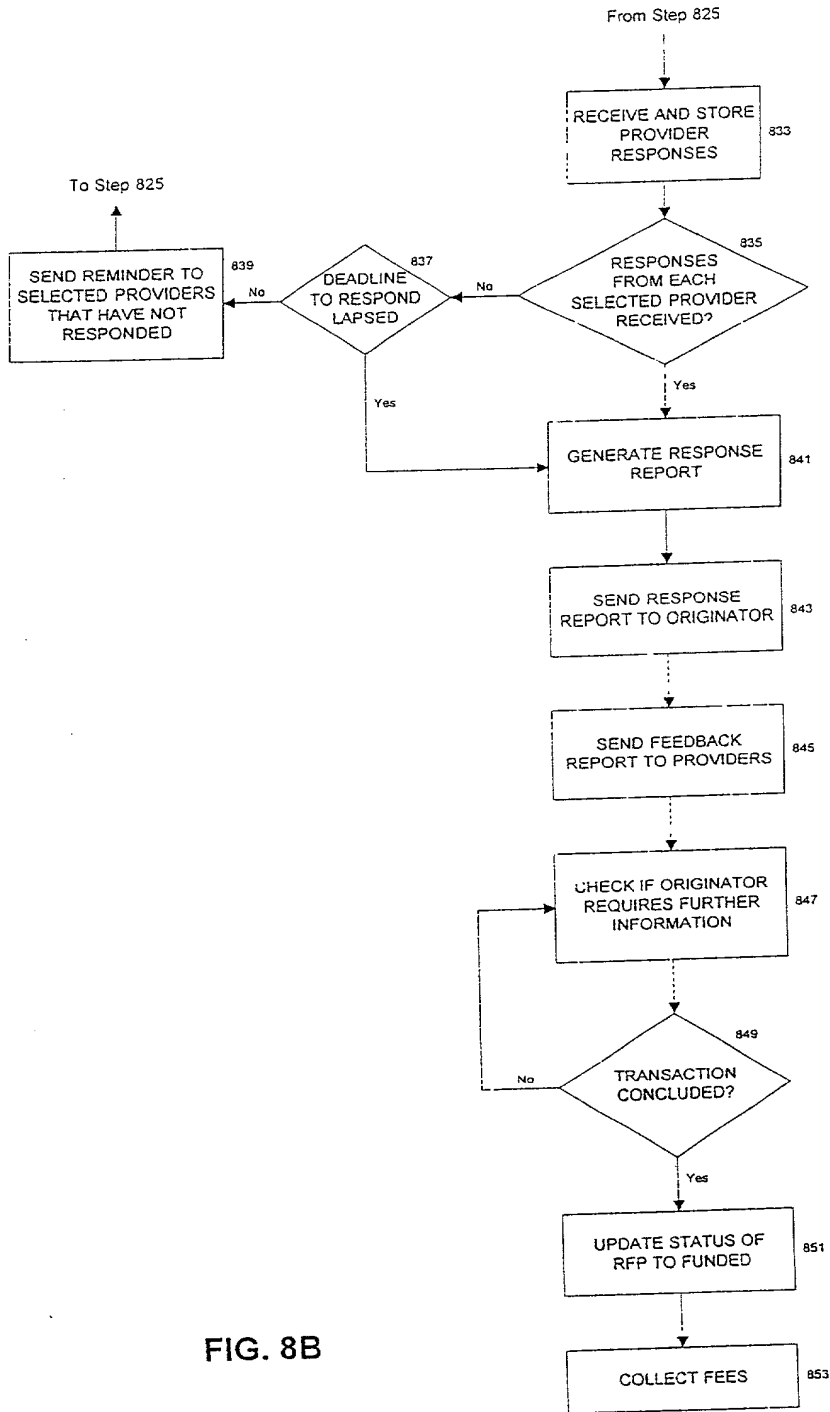 From Step 825
RECEIVE AND STORE
PROVIDER
RESPONSES
833
To Step 825
835
RESPONSES
FROM EACH
SELECTED PROVIDER
RECEIVED?
837
DEADLINE
TO RESPOND
LAPSED
No
839
SEND REMINDER TO
SELECTED PROVIDERS
THAT HAVE NOT
RESPONDED
No
Yes
Yes
GENERATE RESPONSE
REPORT
841
SEND RESPONSE
REPORT TO ORIGINATOR
843
SEND FEEDBACK
REPORT TO PROVIDERS
845
CHECK IF ORIGINATOR
REQUIRES FURTHER
INFORMATION
847
849
TRANSACTION
CONCLUDED?
No
Yes
UPDATE STATUS OF
RFP TO FUNDED
851
COLLECT FEES
853
FIG. 8B